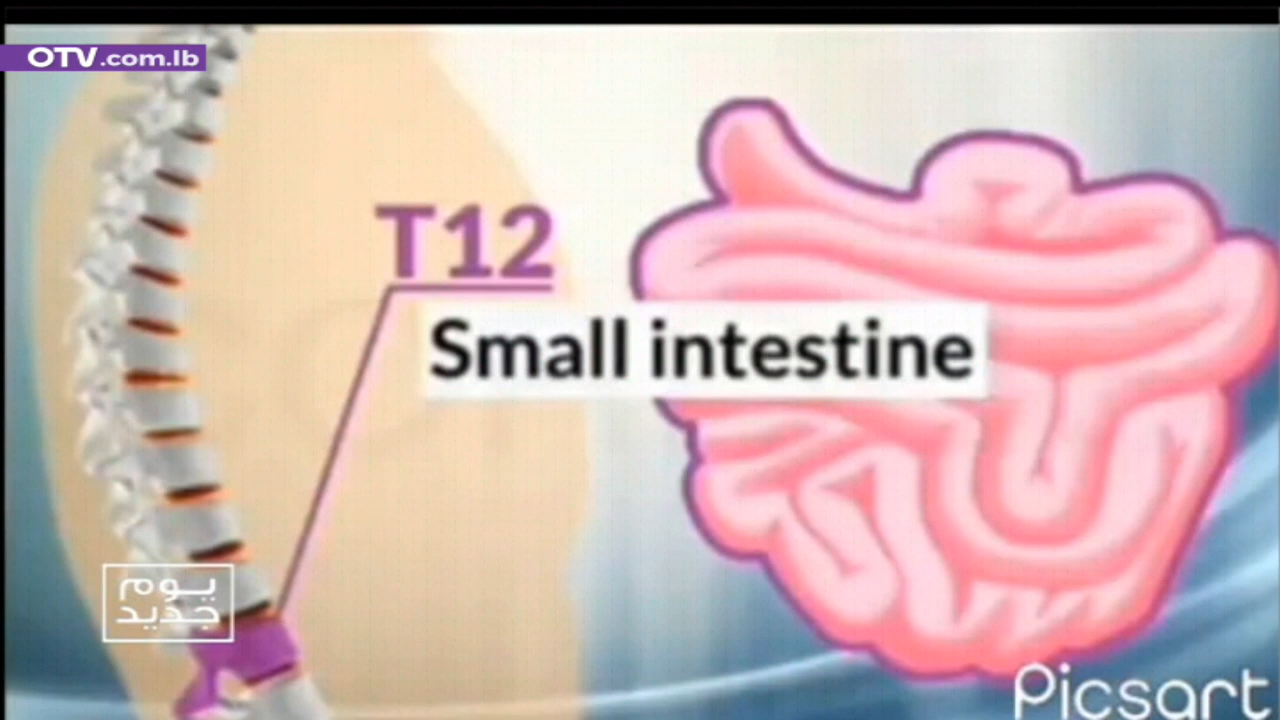 OTV.com.lb
T12
Small intestine
يوم
جديد
Picsart